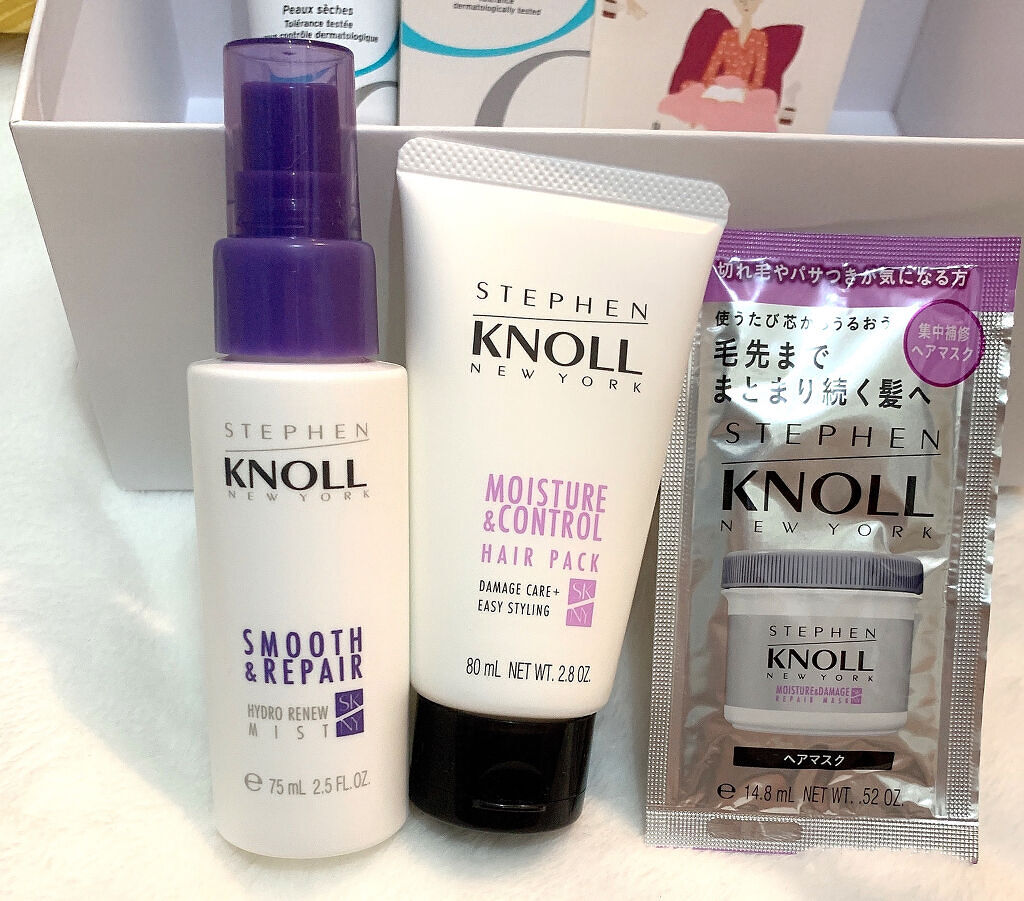 Peaux sèches
Tolérance testée
sous contrôle dermatologique
Tolerance
dermatologically tested
STEPHEN
KNOLL
NEW YORK
SMOOTH
&REPAIR
HYDRO RENEW
MIST
SK
NY
e 75 mL 2.5 FL.OZ.
STEPHEN
KNOLL
NEW YORK
MOISTURE
&CONTROL
HAIR PACK
DAMAGE CARE+
EASY STYLING
SK
NY
80 mL NET WT. 2.8 OZ.
切れ毛やパサつきが気になる方
使うたび芯からうるおう
集中補修
ヘアマスク
毛先まで
まとまり続く髪へ
STEPHEN
KNOLL
NEW YORK
STEPHEN
KNOLL
NEW YORK
MOISTURE&DAMAGE
REPAIR MASK
ヘアマスク
e 14.8 mL NET WT. .52 OZ.